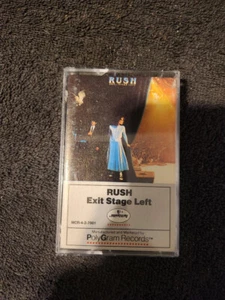 RUSH
RUSH
Exit Stage Left
Manufactured and Marketed by
PolyGram Records